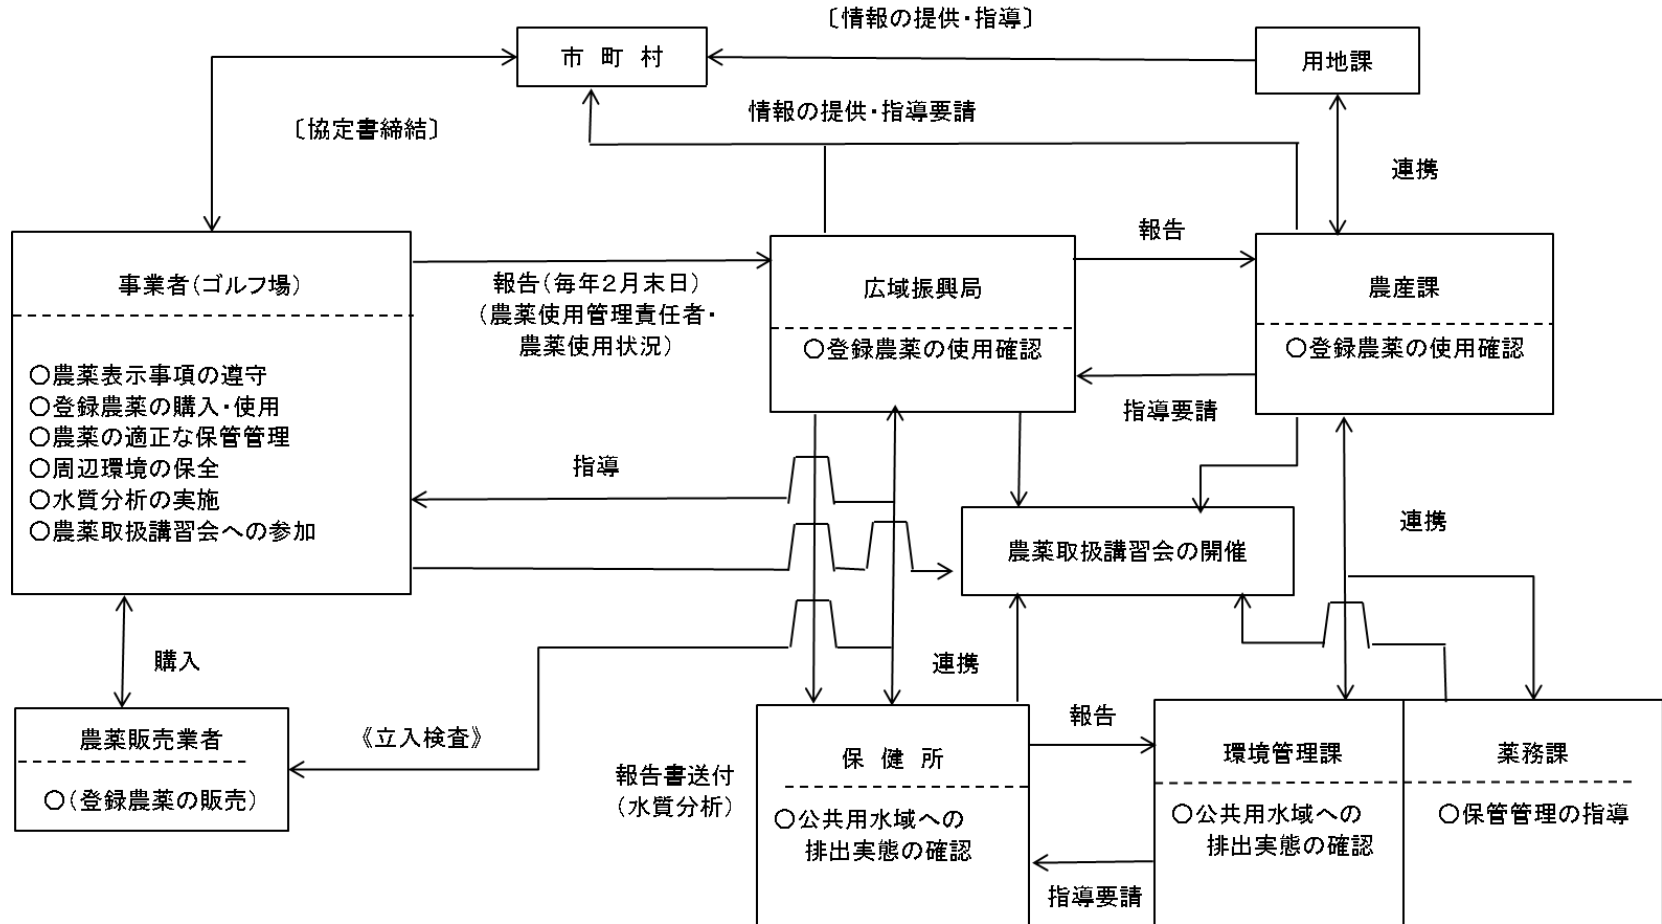 〔情報の提供・指導〕
市 町 村
用地課
情報の提供・指導要請
〔協定書締結〕
連携
報告
事業者(ゴルフ場)
報告(毎年2月末日)
(農薬使用管理責任者・
農薬使用状況)
広域振興局
農産課
○登録農薬の使用確認
○登録農薬の使用確認
○農薬表示事項の遵守
○登録農薬の購入・使用
○農薬の適正な保管管理
○周辺環境の保全
○水質分析の実施
○農薬取扱講習会への参加
指導要請
指導
連携
農薬取扱講習会の開催
購入
連携
報告
農薬販売業者
《立入検査》
○(登録農薬の販売)
報告書送付
(水質分析)
保 健 所
環境管理課
薬務課
○公共用水域への
排出実態の確認
○公共用水域への
排出実態の確認
○保管管理の指導
指導要請